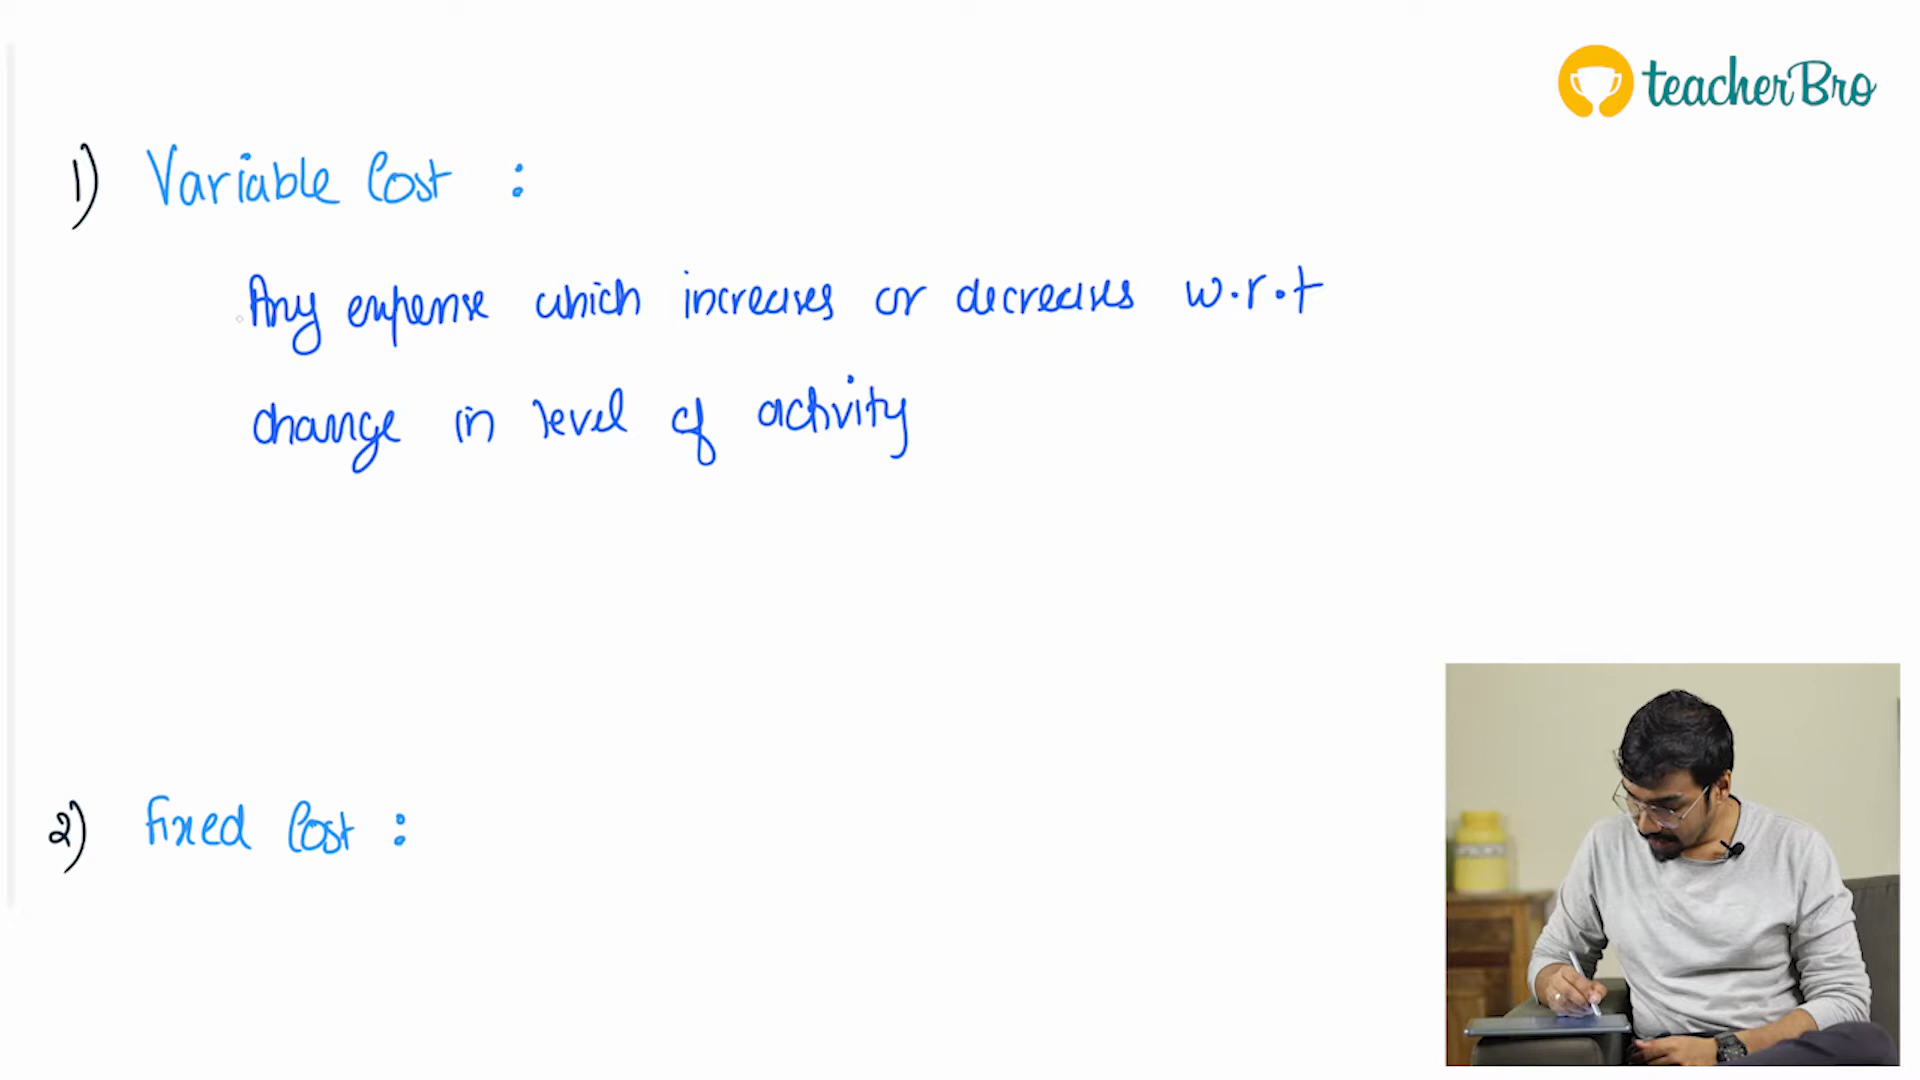 teacherBro
1) Variable Cost :
Any expense which increases or decreases w.r.t
change in level of activity
2) Fixed Cost :